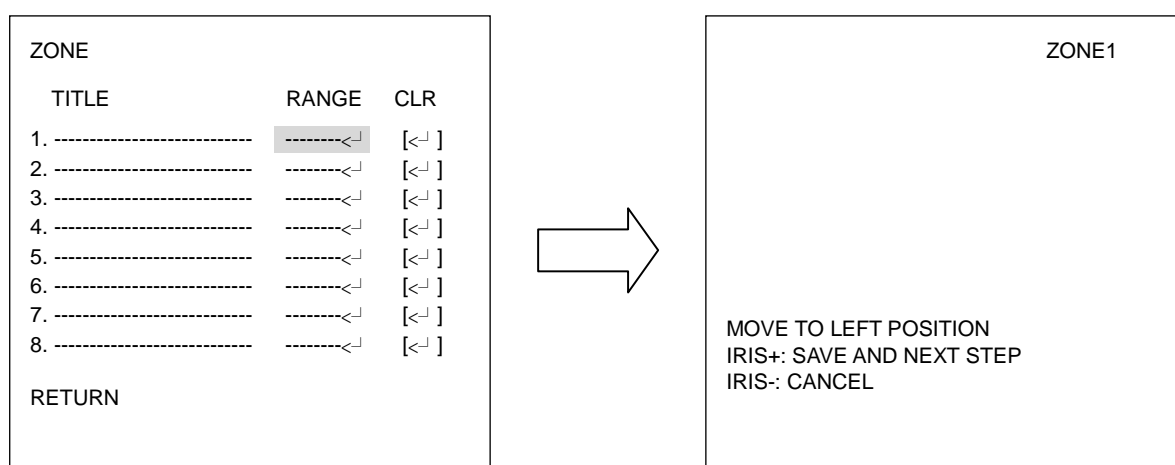 ZONE
TITLE RANGE CLR
1. ---------------------------- --------<┘ [<┘ ]
2. ---------------------------- --------<┘ [<┘ ]
3. ---------------------------- --------<┘ [<┘ ]
4. ---------------------------- --------<┘ [<┘ ]
5. ---------------------------- --------<┘ [<┘ ]
6. ---------------------------- --------<┘ [<┘ ]
7. ---------------------------- --------<┘ [<┘ ]
8. ---------------------------- --------<┘ [<┘ ]
RETURN
ZONE1
MOVE TO LEFT POSITION
IRIS+: SAVE AND NEXT STEP
IRIS-: CANCEL